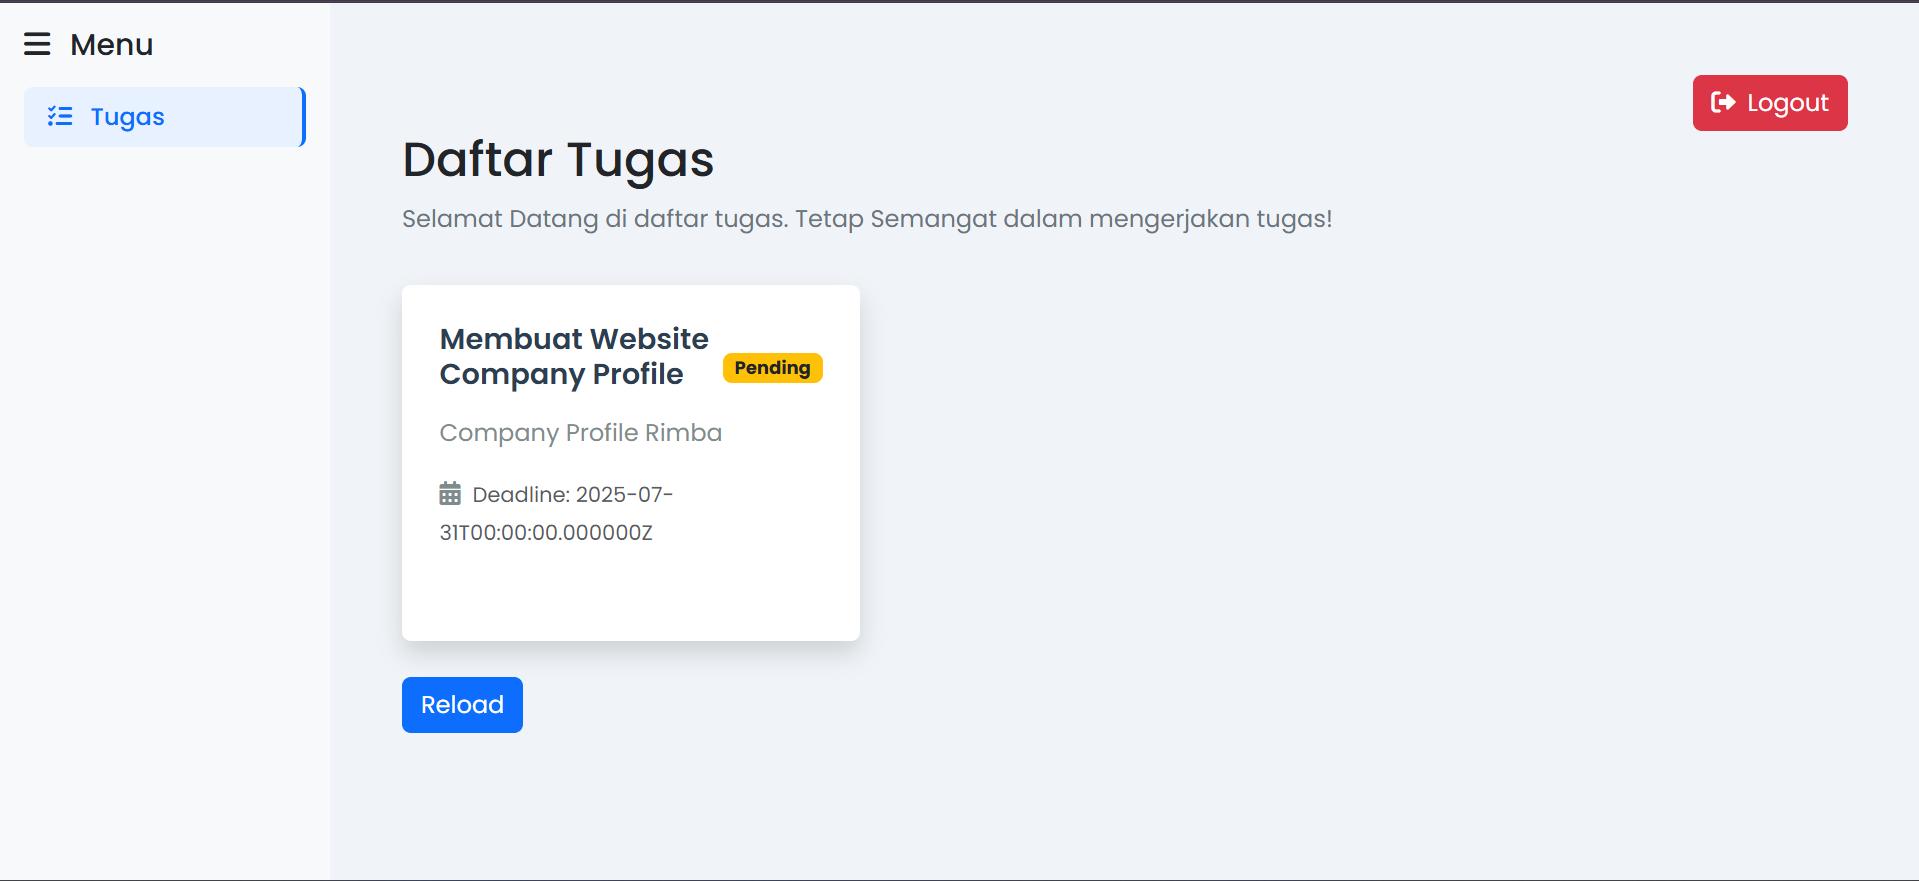 Menu
Tugas
Logout
Daftar Tugas
Selamat Datang di daftar tugas. Tetap Semangat dalam mengerjakan tugas!
Membuat Website
Company Profile
Pending
Company Profile Rimba
Deadline: 2025-07-
31T00:00:00.000000Z
Reload